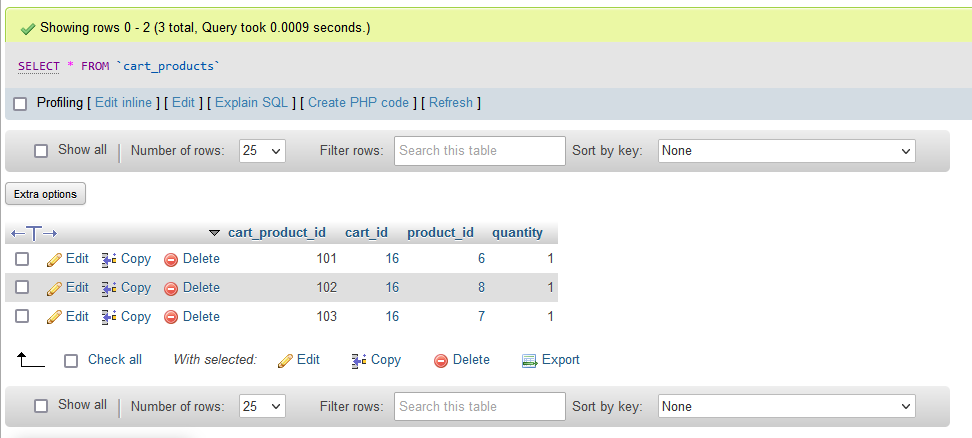 Showing rows 0 - 2 (3 total, Query took 0.0009 seconds.)
SELECT * FROM `cart_products`
Profiling [ Edit inline ] [ Edit ] [ Explain SQL ] [ Create PHP code ] [ Refresh ]
Show all Number of rows: 25 Filter rows: Search this table Sort by key: None
Extra options
cart_product_id cart_id product_id quantity
Edit Copy Delete 101 16 6 1
Edit Copy Delete 102 16 8 1
Edit Copy Delete 103 16 7 1
Check all With selected: Edit Copy Delete Export
Show all Number of rows: 25 Filter rows: Search this table Sort by key: None